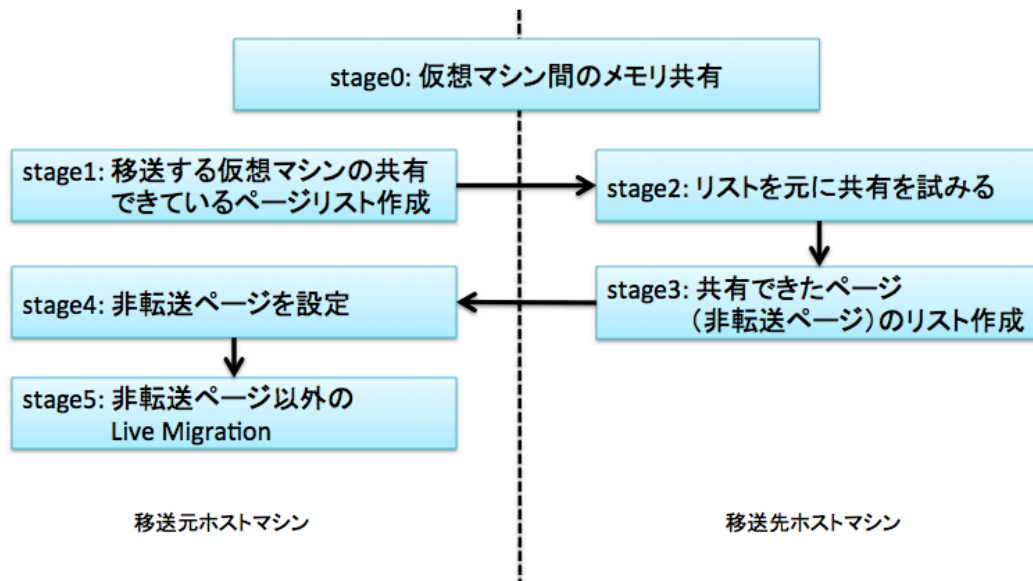 stage0: 仮想マシン間のメモリ共有
stage1: 移送する仮想マシンの共有
できているページリスト作成
stage2: リストを元に共有を試みる
stage3: 共有できたページ
（非転送ページ）のリスト作成
stage4: 非転送ページを設定
stage5: 非転送ページ以外の
Live Migration
移送元ホストマシン
移送先ホストマシン